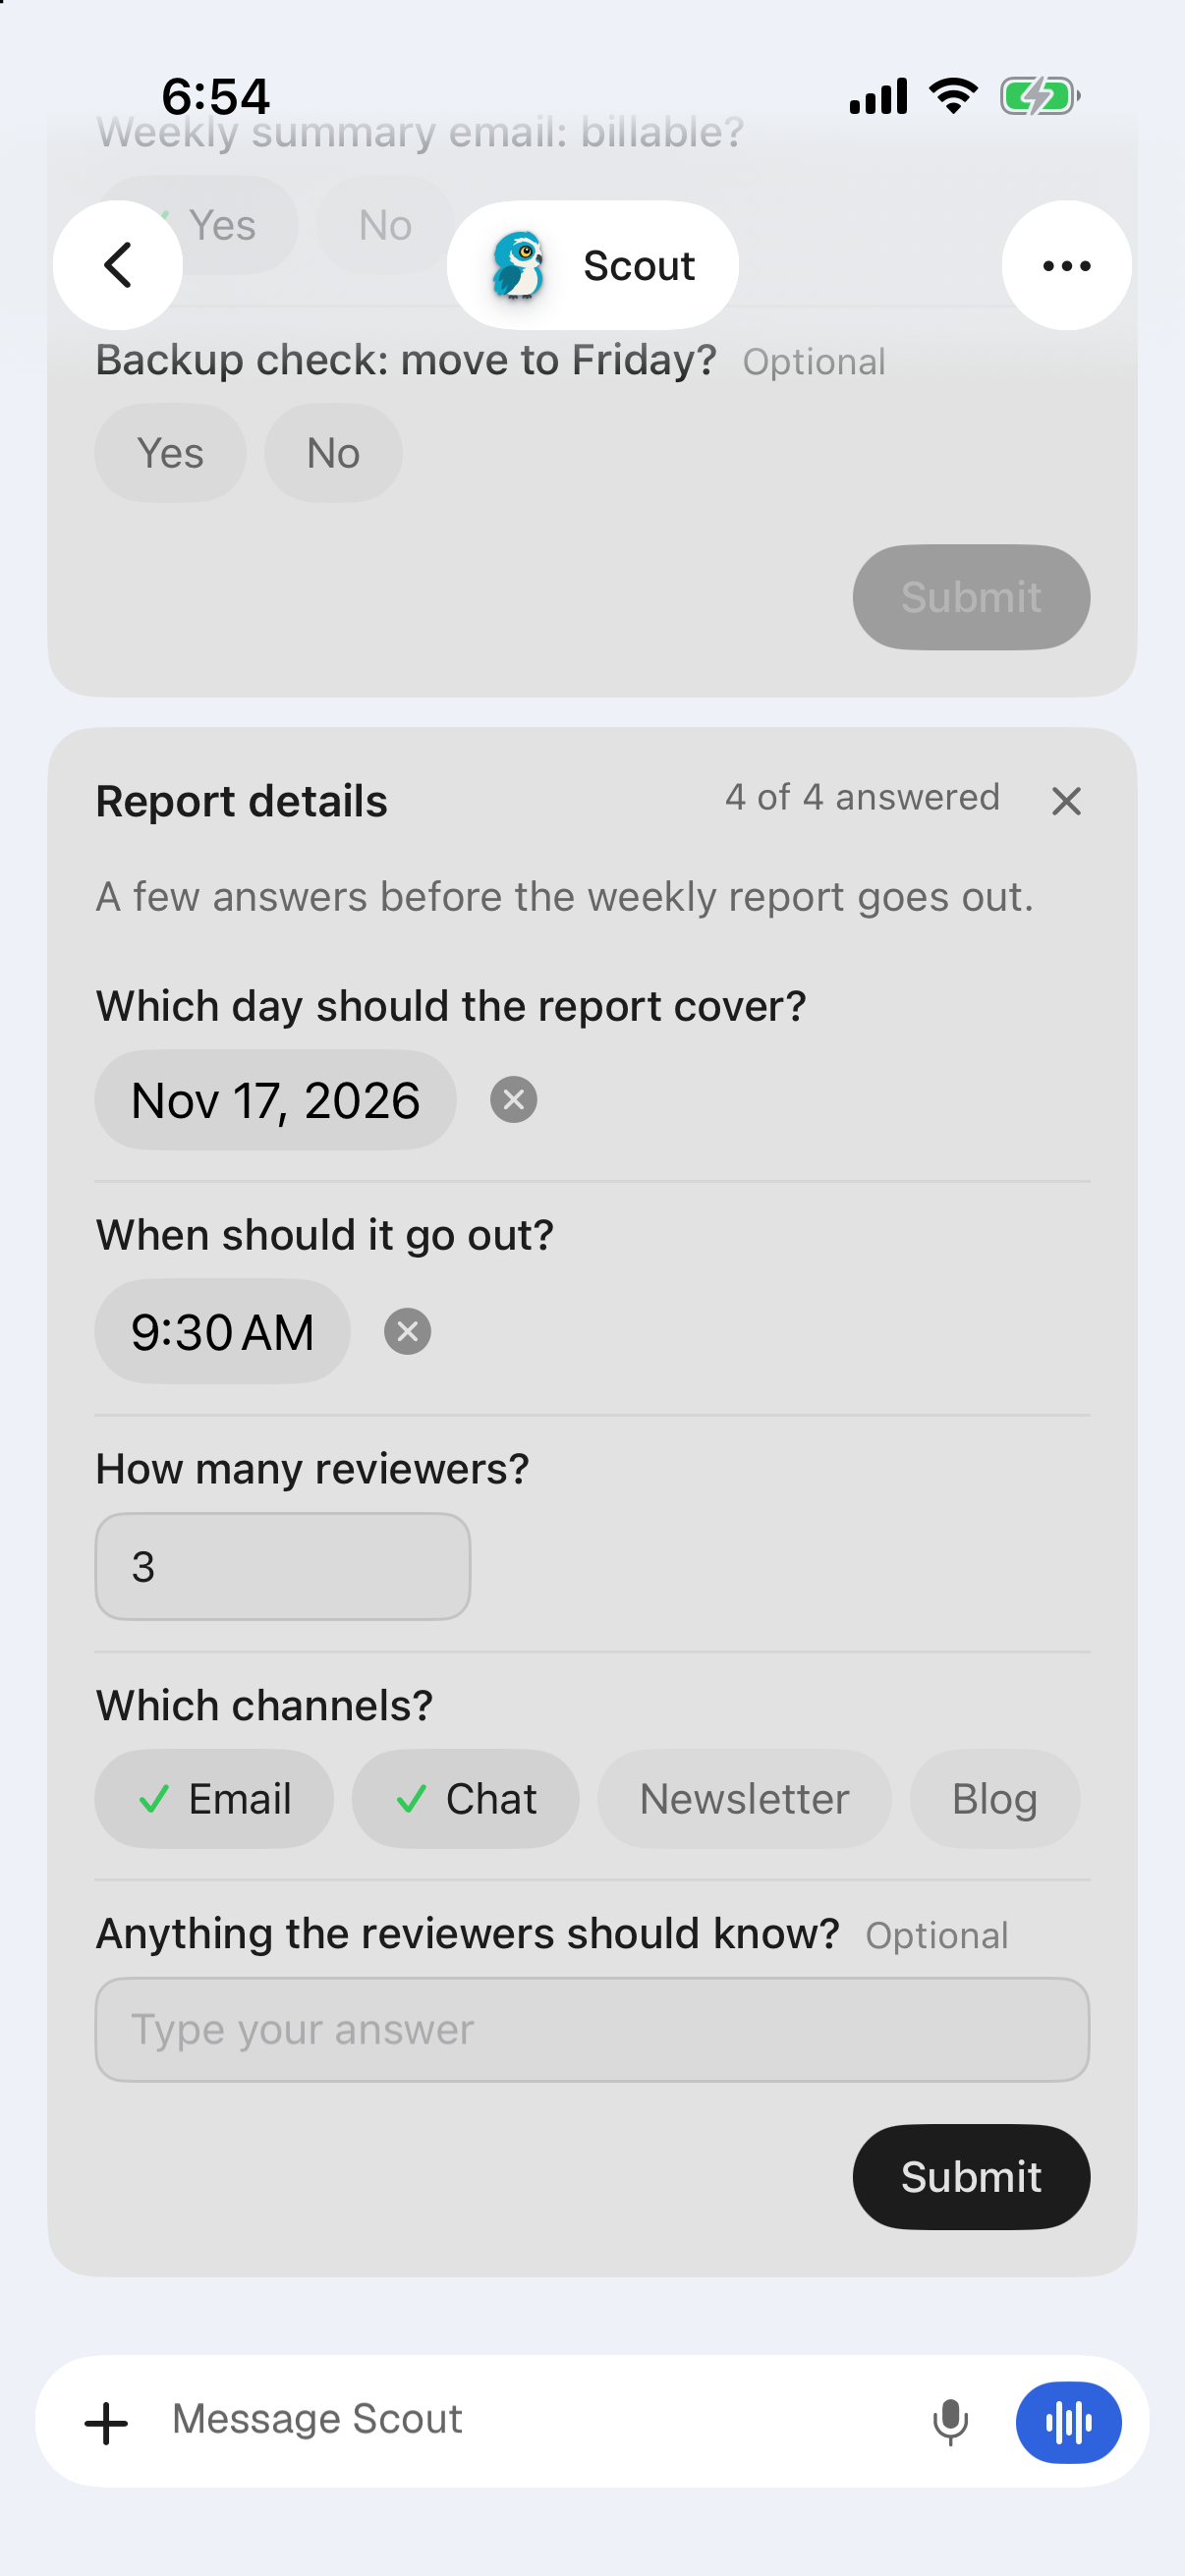 6:54
Weekly summary email: billable?
Yes No
Scout
Backup check: move to Friday? Optional
Yes No
Submit
Report details 4 of 4 answered
A few answers before the weekly report goes out.
Which day should the report cover?
Nov 17, 2026
When should it go out?
9:30 AM
How many reviewers?
3
Which channels?
Email Chat Newsletter Blog
Anything the reviewers should know? Optional
Type your answer
Submit
Message Scout